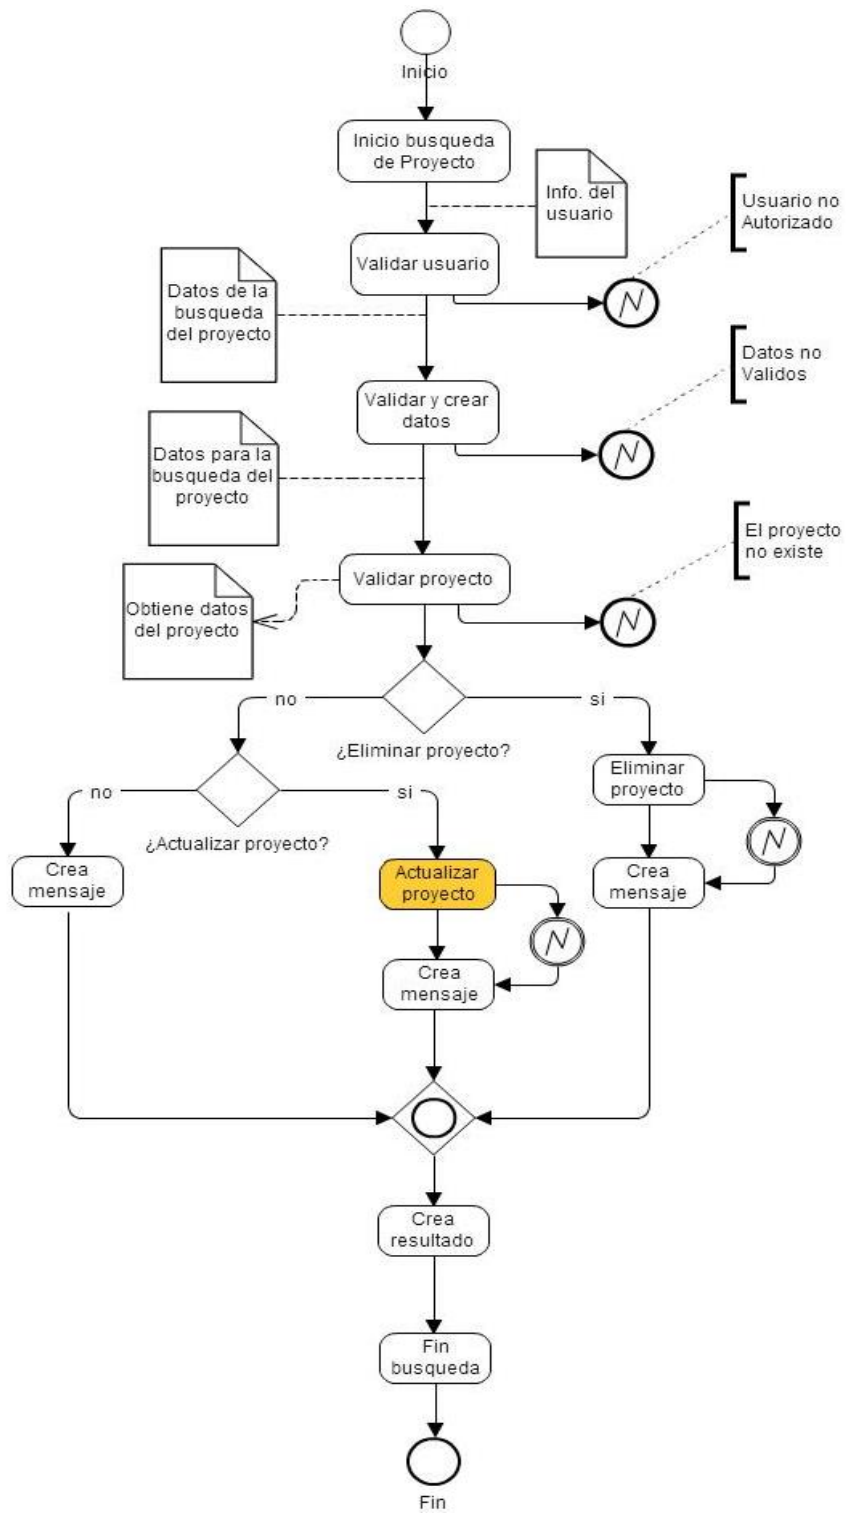 Inicio
Inicio busqueda
de Proyecto
Info. del
usuario
Usuario no
Autorizado
Validar usuario
Datos de la
busqueda
del proyecto
Datos no
Validos
Validar y crear
datos
Datos para la
busqueda del
proyecto
El proyecto
no existe
Validar proyecto
Obtiene datos
del proyecto
no
si
¿Eliminar proyecto?
Eliminar
proyecto
no
si
¿Actualizar proyecto?
Crea
mensaje
Actualizar
proyecto
Crea
mensaje
Crea
mensaje
Crea
resultado
Fin
busqueda
Fin